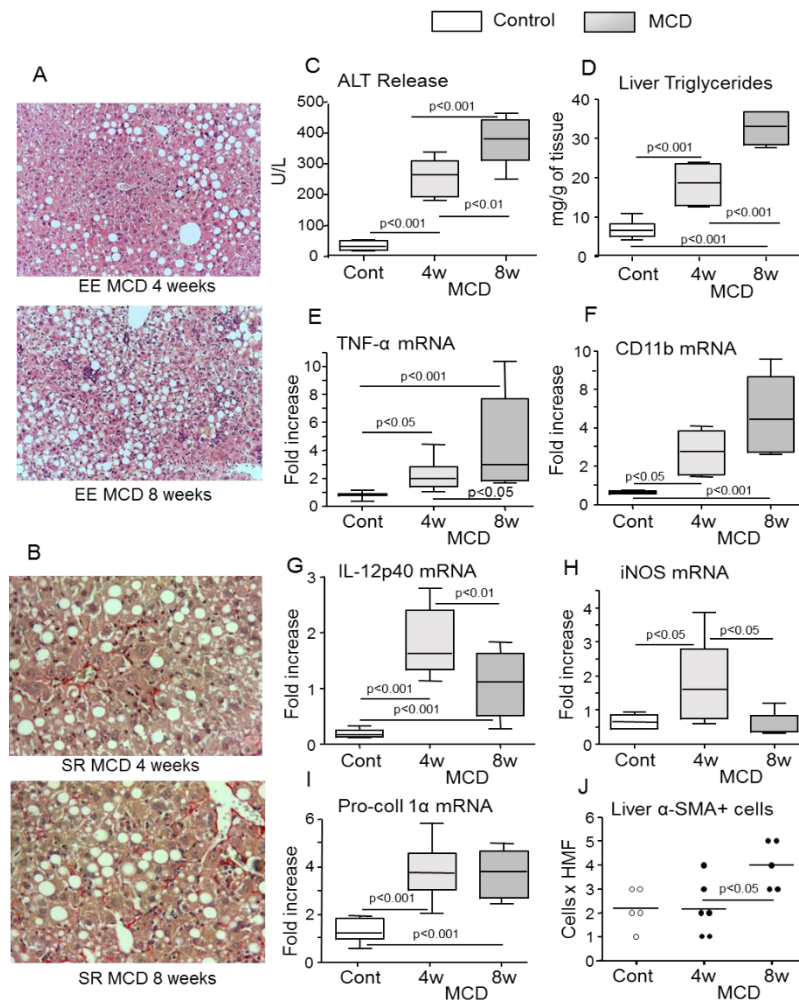 Control
MCD
A
EE MCD 4 weeks
EE MCD 8 weeks
B
SR MCD 4 weeks
SR MCD 8 weeks
C
ALT Release
U/L
500
400
300
200
100
0
p<0.001
p<0.001
p<0.01
Cont
4w
8w
MCD
D
Liver Triglycerides
mg/g of tissue
40
30
20
10
0
p<0.001
p<0.001
p<0.001
Cont
4w
8w
MCD
E
TNF-α mRNA
Fold increase
10
8
6
4
2
0
p<0.001
p<0.05
p<0.05
Cont
4w
8w
MCD
F
CD11b mRNA
Fold increase
10
8
6
4
2
0
p<0.05
p<0.001
Cont
4w
8w
MCD
G
IL-12p40 mRNA
Fold increase
3
2
1
0
p<0.01
p<0.001
p<0.001
Cont
4w
8w
MCD
H
iNOS mRNA
Fold increase
4
3
2
1
0
p<0.05
p<0.05
Cont
4w
8w
MCD
I
Pro-coll 1α mRNA
Fold increase
6
4
2
0
p<0.001
p<0.001
Cont
4w
8w
MCD
J
Liver α-SMA+ cells
Cells x HMF
6
5
4
3
2
1
0
p<0.05
Cont
4w
8w
MCD